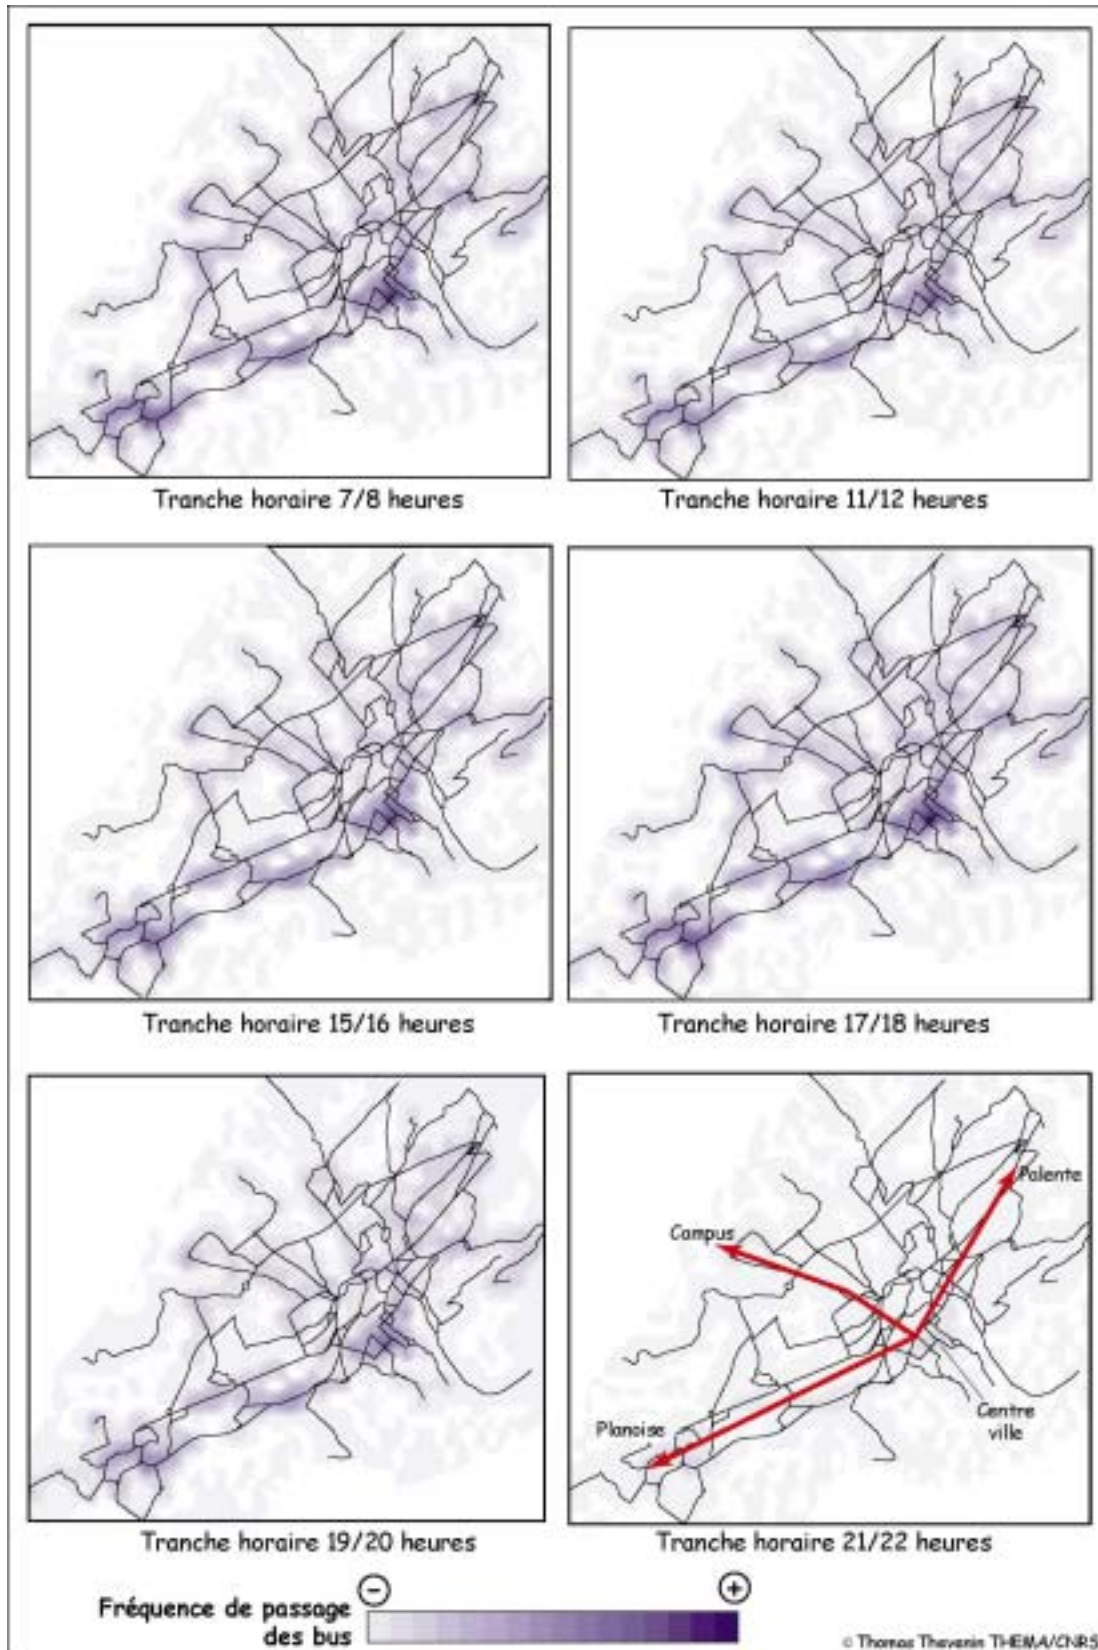 Tranche horaire 7/8 heures
Tranche horaire 11/12 heures
Tranche horaire 15/16 heures
Tranche horaire 17/18 heures
Tranche horaire 19/20 heures
Palente
Campus
Planoise
Centre
ville
Tranche horaire 21/22 heures
Fréquence de passage
des bus
−
+
© Thomas Thevenin THEMA/CNRS